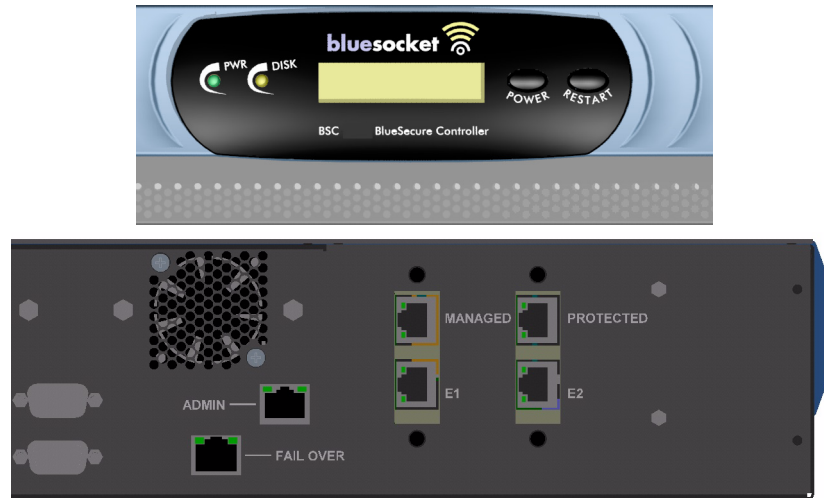 bluesocket
PWR DISK
POWER RESTART
BSC BlueSecure Controller
MANAGED PROTECTED
ADMIN E1 E2
FAIL OVER